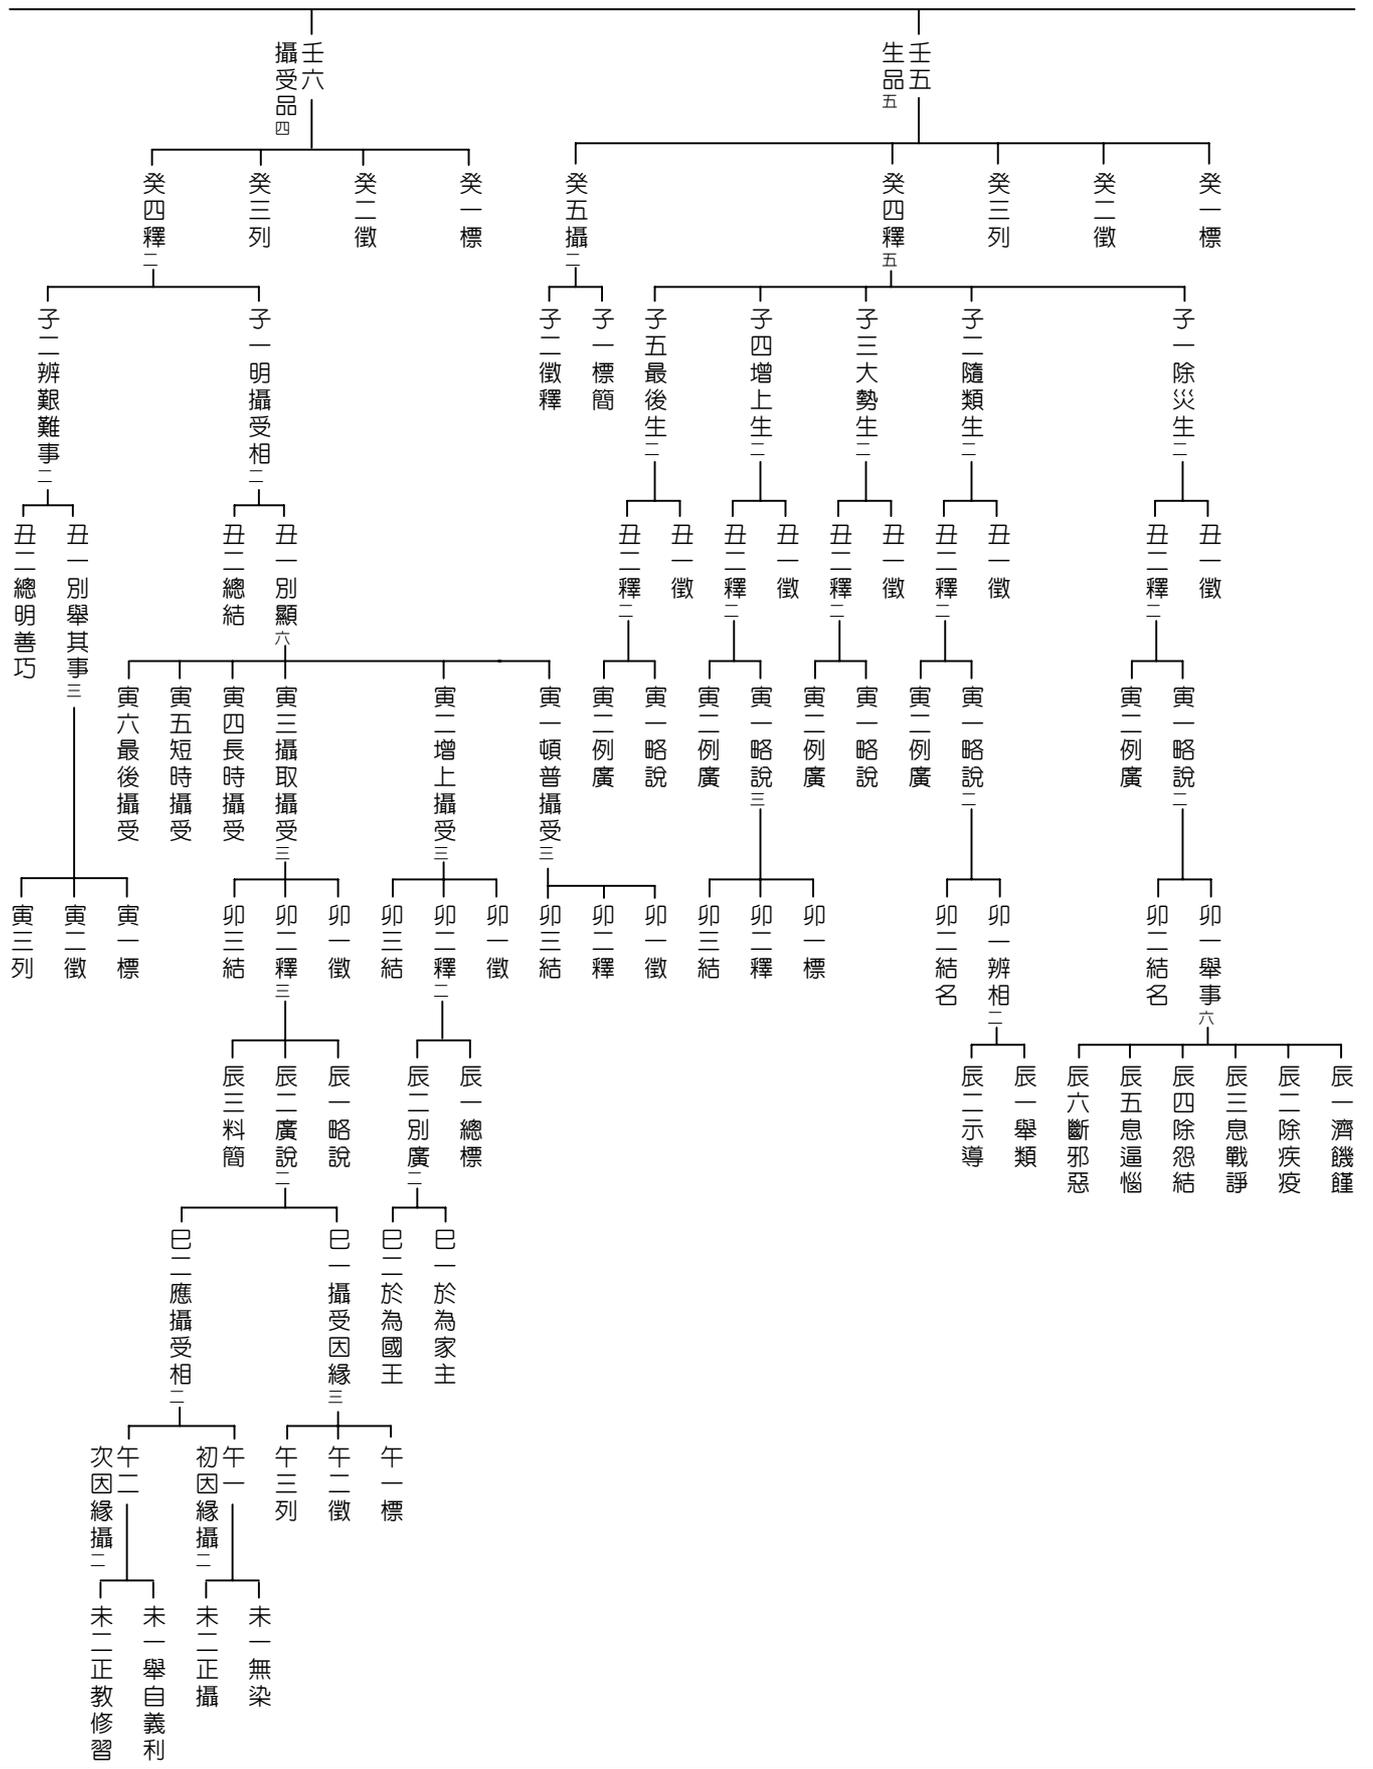 壬五
生品五
癸一標
癸二徵
癸三列
癸四釋五
子一除災生二
丑一徵
丑二釋二
寅一略說二
卯一舉事六
辰一濟饑饉
辰二除疾疫
辰三息戰諍
辰四除怨結
辰五息逼惱
辰六斷邪惡
卯二結名
寅二例廣
子二隨類生二
丑一徵
丑二釋二
寅一略說二
卯一辨相二
辰一舉類
辰二示導
卯二結名
寅二例廣
子三大勢生二
丑一徵
丑二釋二
寅一略說
寅二例廣
子四增上生二
丑一徵
丑二釋二
寅一略說三
卯一標
卯二釋
卯三結
寅二例廣
子五最後生二
丑一徵
丑二釋二
寅一略說
寅二例廣
癸五攝二
子一標簡
子二徵釋
壬六
攝受品四
癸一標
癸二徵
癸三列
癸四釋二
子一明攝受相二
丑一別顯六
寅一頓普攝受三
卯一徵
卯二釋
卯三結
寅二增上攝受三
卯一徵
卯二釋二
辰一總標
辰二別廣二
巳一於為家主
巳二於為國王
卯三結
寅三攝取攝受三
卯一徵
卯二釋三
辰一略說
辰二廣說二
巳一攝受因緣三
午一標
午二徵
午三列
巳二應攝受相二
午一
初因緣攝二
未一無染
未二正攝
午二
次因緣攝二
未一舉自義利
未二正教修習
辰三料簡
卯三結
寅四長時攝受
寅五短時攝受
寅六最後攝受
丑二總結
子二辨艱難事二
丑一別舉其事三
寅一標
寅二徵
寅三列
丑二總明善巧